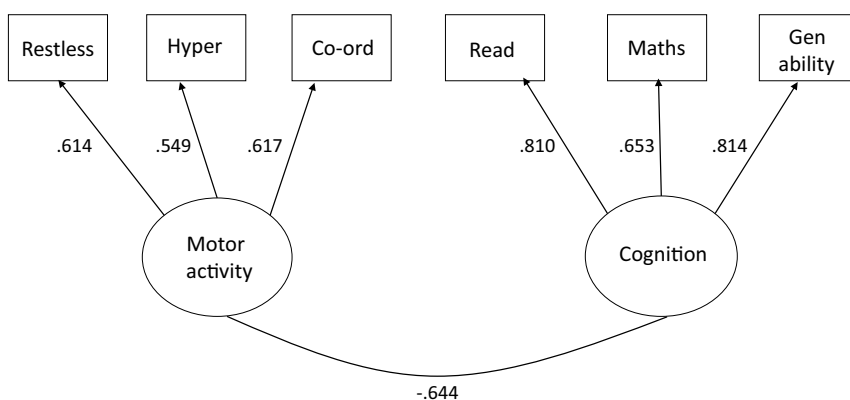 Restless
Hyper
Co-ord
Read
Maths
Gen
ability
.614
.549
.617
.810
.653
.814
Motor
activity
Cognition
-.644